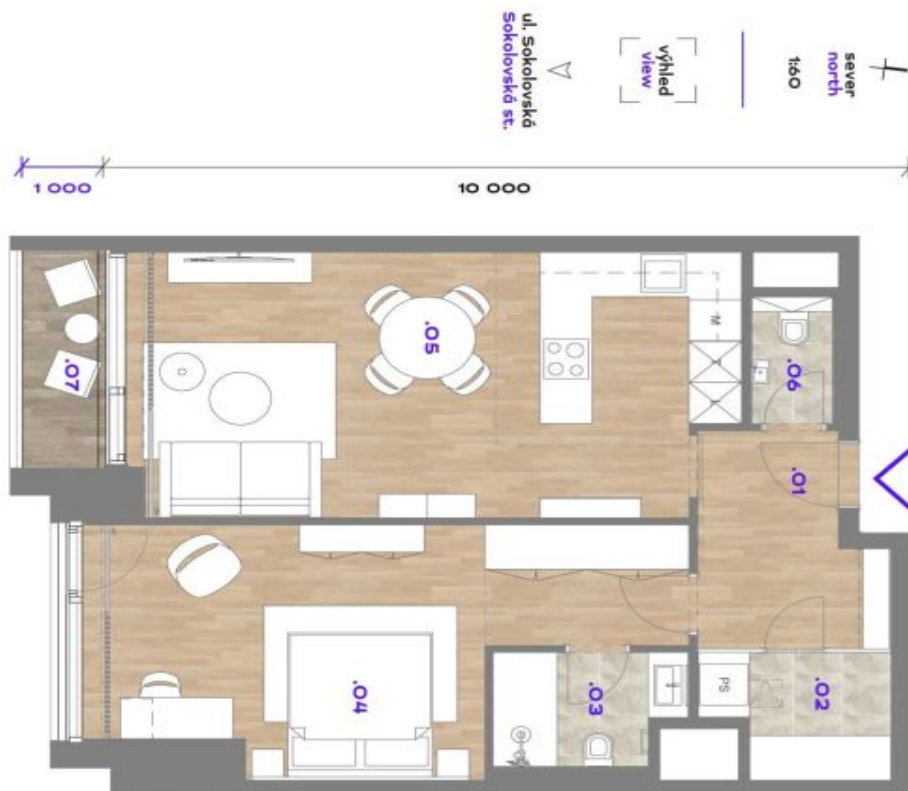 ul. Sokolovská
Sokolovská st.
výhled
view
1:60
sever
north
1 000
10 000
.07
.05
M
.06
.01
.04
.03
PS
.02